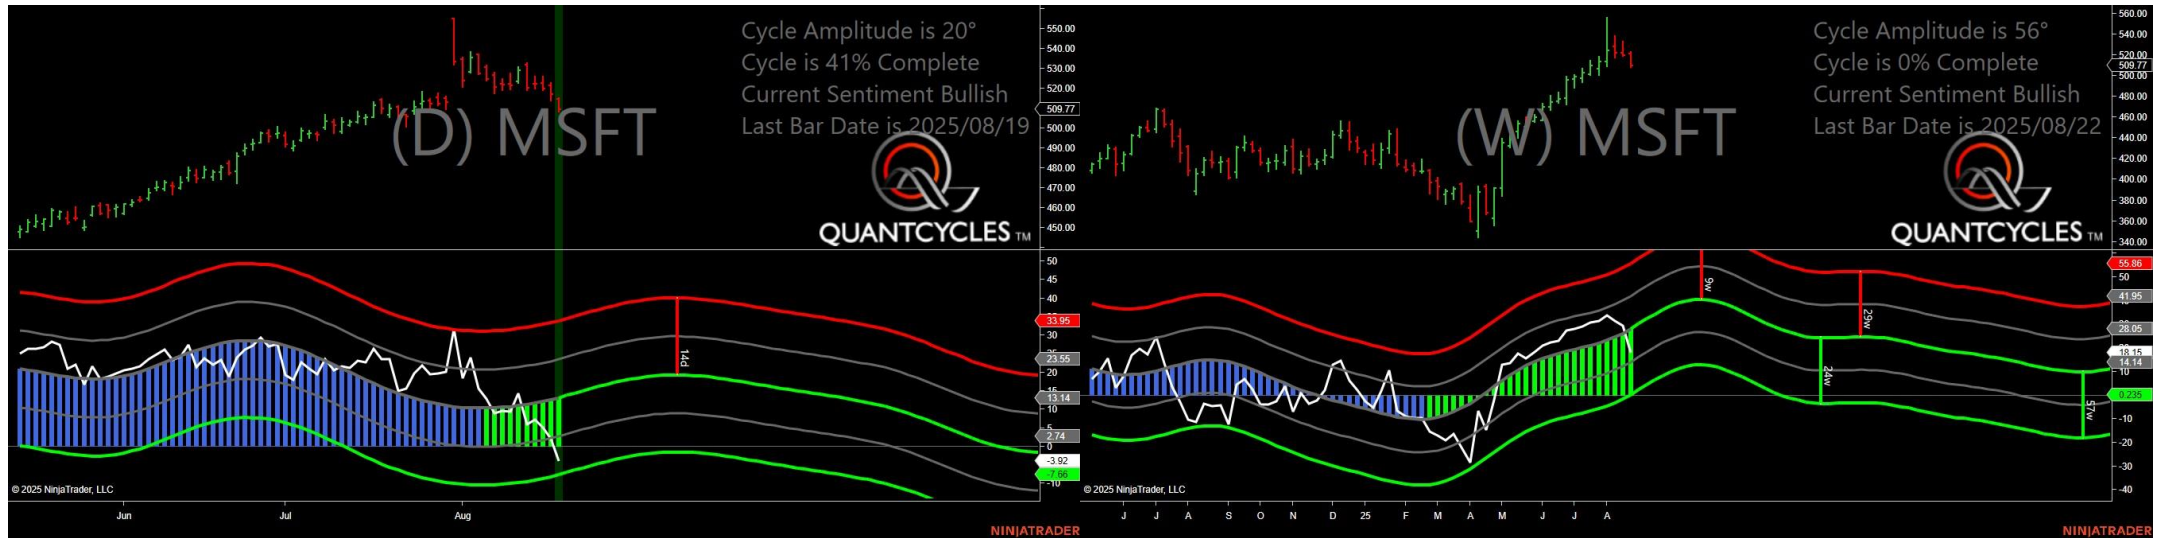 Cycle Amplitude is 20°
Cycle is 41% Complete
Current Sentiment Bullish
Last Bar Date is 2025/08/19
(D) MSFT
QUANTCYCLES TM
550.00
540.00
530.00
520.00
509.77
500.00
490.00
480.00
470.00
460.00
450.00
50
45
40
33.95
30
23.55
20
15
13.14
10
2.74
0
-3.92
-7.66
-10
14d
© 2025 NinjaTrader, LLC
Jun
Jul
Aug
NINJATRADER
Cycle Amplitude is 56°
Cycle is 0% Complete
Current Sentiment Bullish
Last Bar Date is 2025/08/22
(W) MSFT
QUANTCYCLES TM
560.00
540.00
520.00
509.77
500.00
480.00
460.00
440.00
420.00
400.00
380.00
360.00
340.00
55.86
50
41.95
28.05
18.15
14.14
10
0.235
-10
-20
-30
-40
9w
29w
24w
57w
© 2025 NinjaTrader, LLC
J
J
A
S
O
N
D
25
F
M
A
M
J
J
A
NINJATRADER